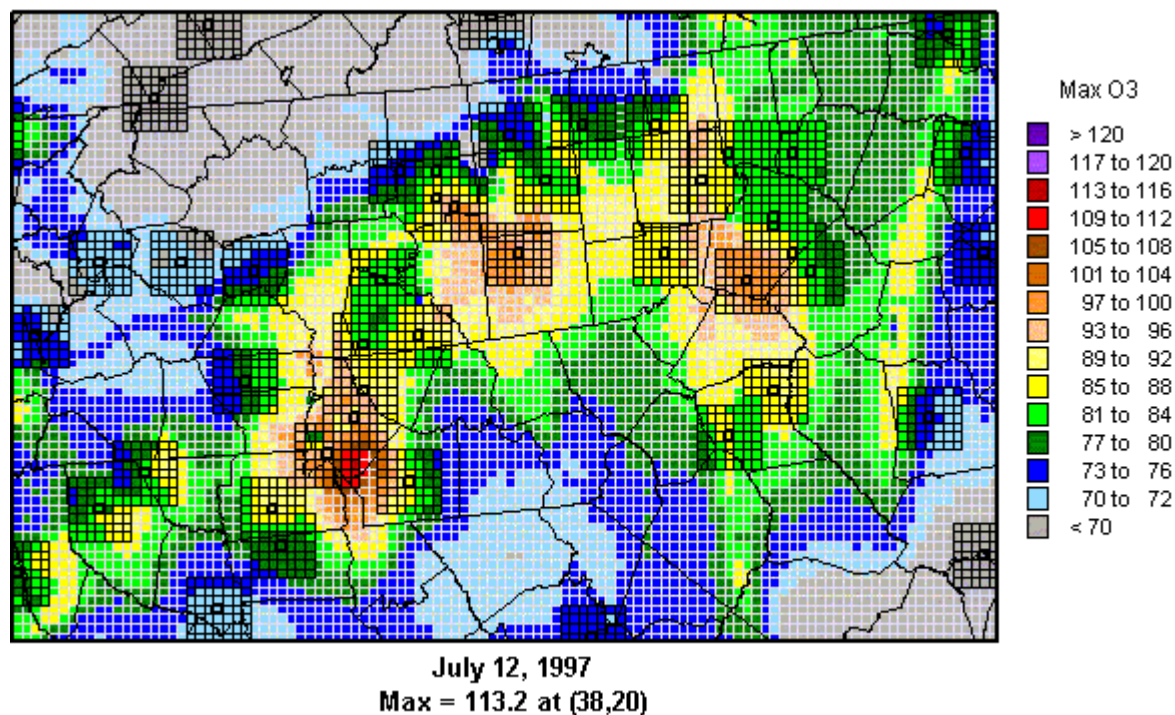 Max O3
> 120
117 to 120
113 to 116
109 to 112
105 to 108
101 to 104
97 to 100
93 to 96
89 to 92
85 to 88
81 to 84
77 to 80
73 to 76
70 to 72
< 70
July 12, 1997
Max = 113.2 at (38,20)